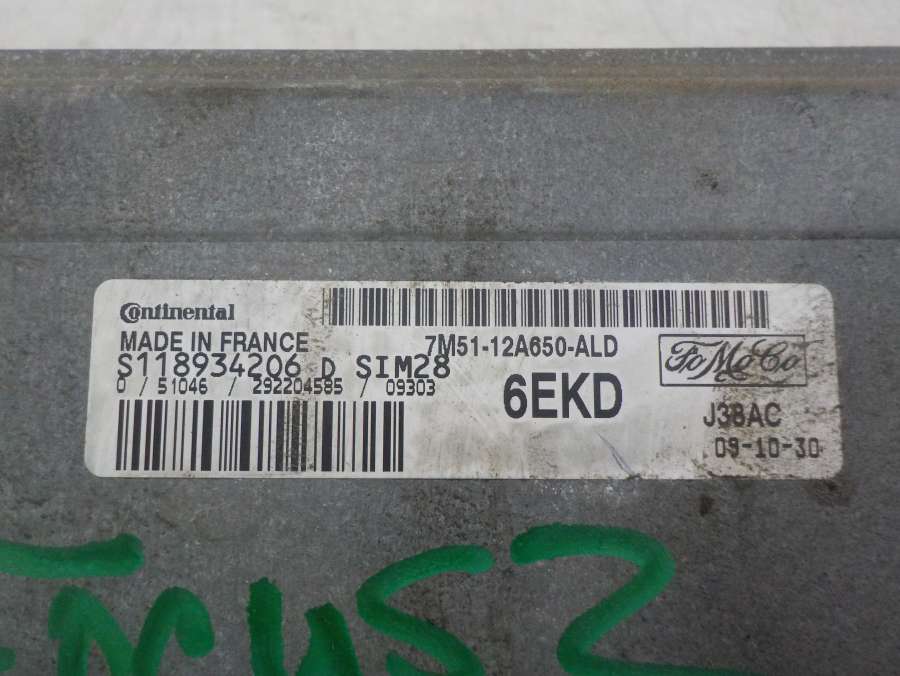 Continental
MADE IN FRANCE
7M51-12A650-ALD
S118934206 D SIM28
0 / 51046 / 292204585 / 09303
6EKD
FoMoCo
J38AC
09-10-30